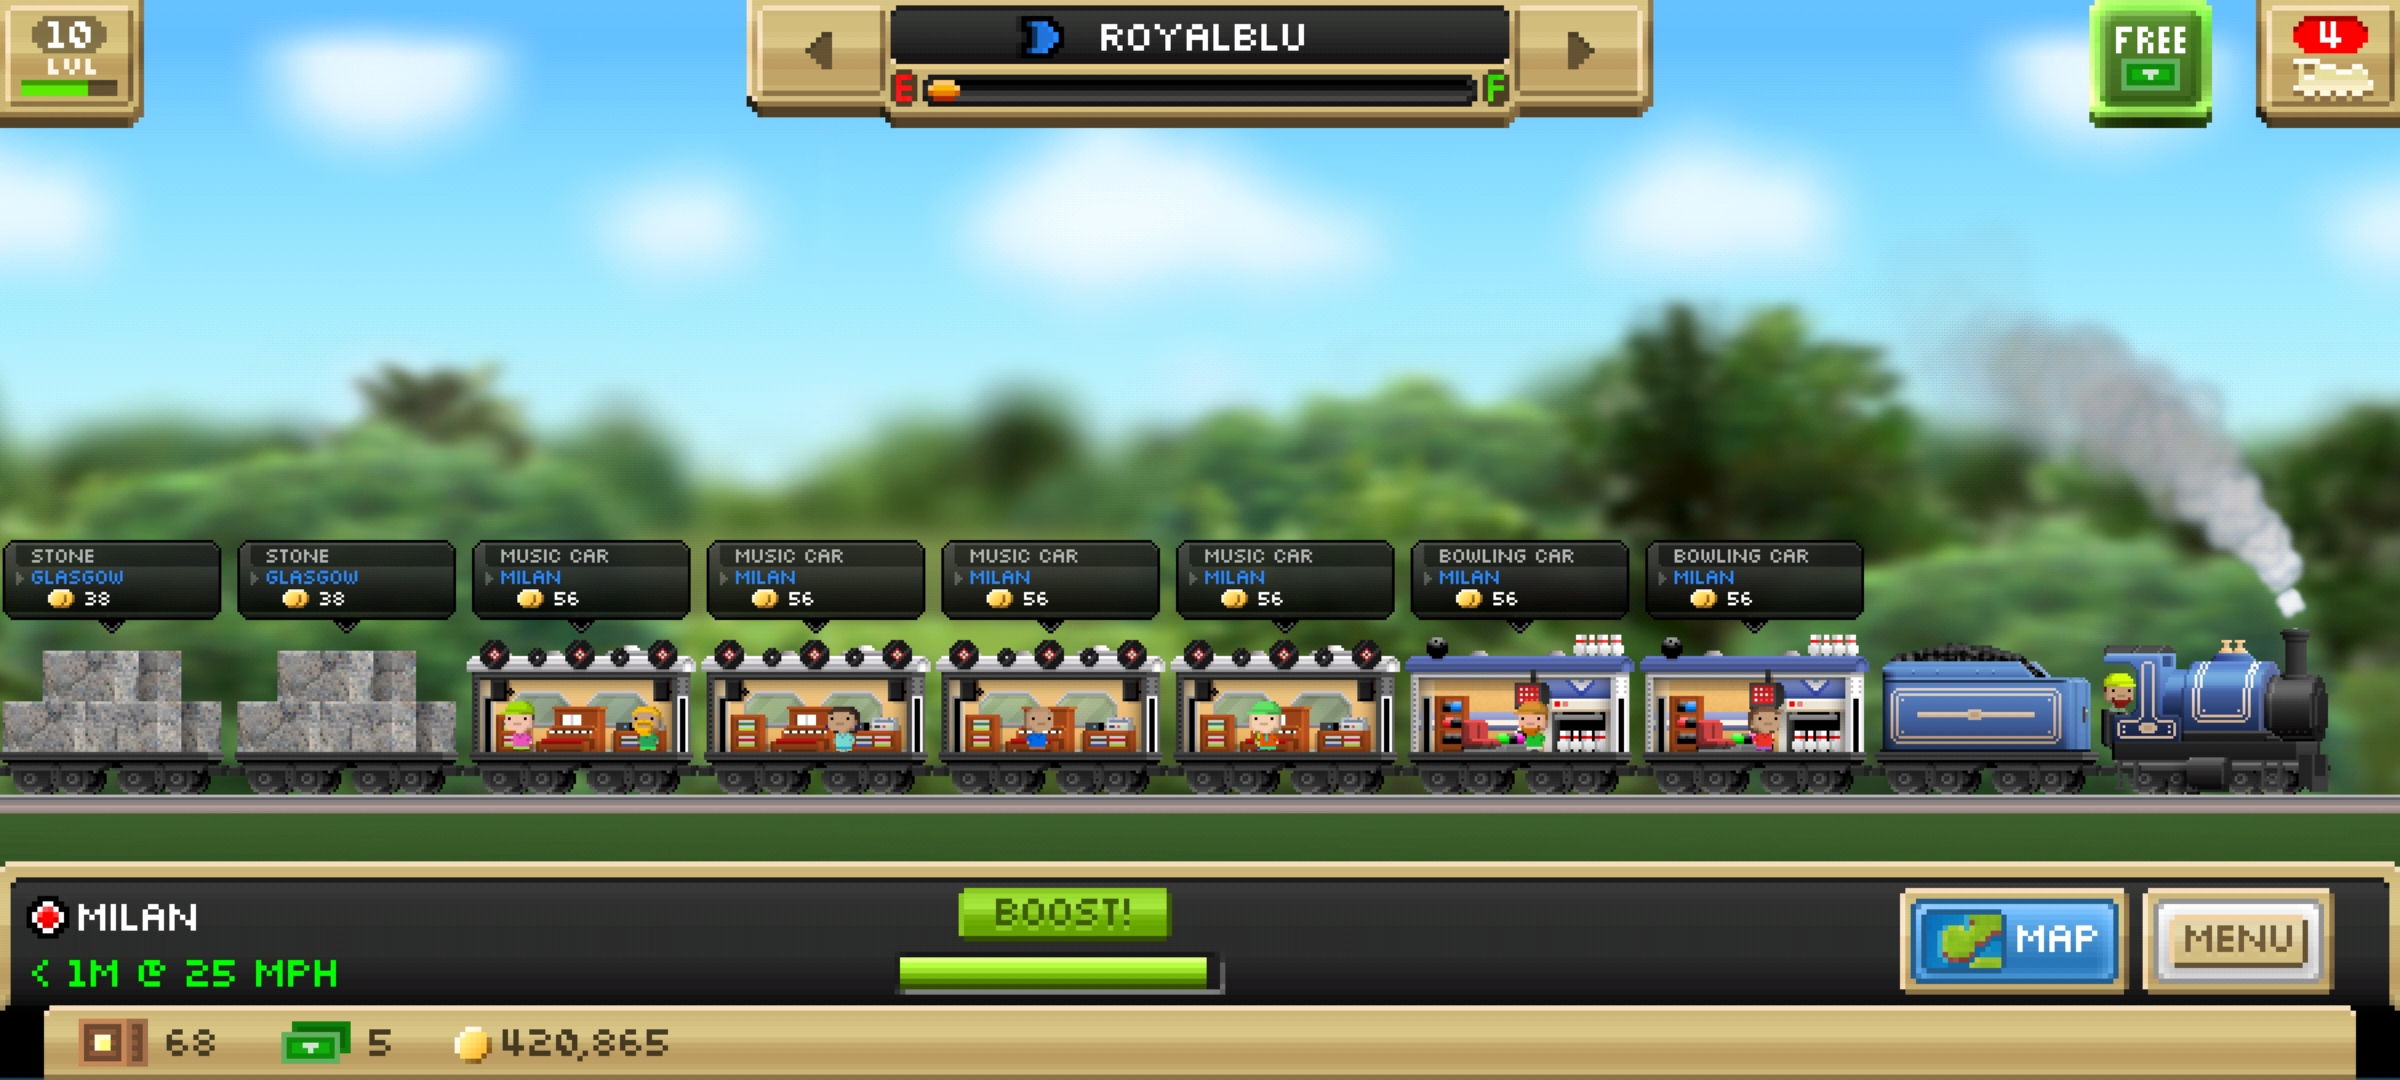 10
LVL
ROYALBLU
E F
FREE
4
STONE
GLASGOW
38
STONE
GLASGOW
38
MUSIC CAR
MILAN
56
MUSIC CAR
MILAN
56
MUSIC CAR
MILAN
56
MUSIC CAR
MILAN
56
BOWLING CAR
MILAN
56
BOWLING CAR
MILAN
56
MILAN
< 1M @ 25 MPH
BOOST!
MAP
MENU
68 5 420,865